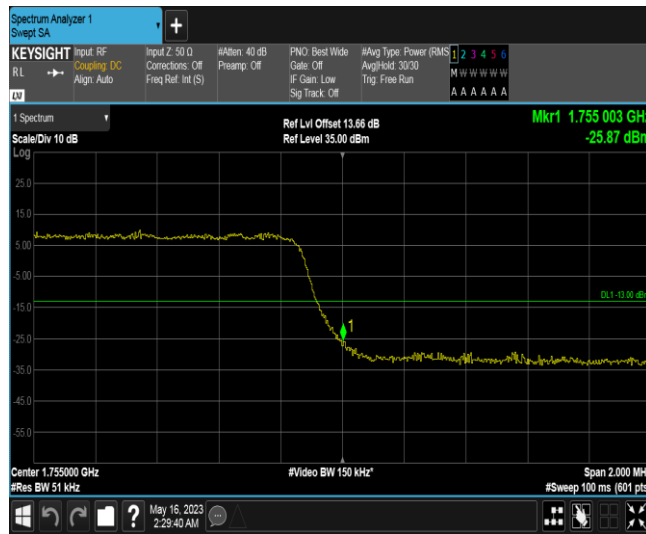 Spectrum Analyzer 1
Swept SA
KEYSIGHT
RL
LXI
Input: RF
Coupling: DC
Align: Auto
Input Z: 50 Ω
Corrections: Off
Freq Ref: Int (S)
#Atten: 40 dB
Preamp: Off
PNO: Best Wide
Gate: Off
IF Gain: Low
Sig Track: Off
#Avg Type: Power (RMS
Avg|Hold: 30/30
Trig: Free Run
1 2 3 4 5 6
M W W W W W
A A A A A A
1 Spectrum
Scale/Div 10 dB
Ref Lvl Offset 13.66 dB
Ref Level 35.00 dBm
Mkr1 1.755 003 GHz
-25.87 dBm
Log
25.0
15.0
5.00
-5.00
DL1 -13.00 dBm
-15.0
1
-25.0
-35.0
-45.0
-55.0
Center 1.755000 GHz
#Video BW 150 kHz*
Span 2.000 MHz
#Res BW 51 kHz
#Sweep 100 ms (601 pts
May 16, 2023
2:29:40 AM